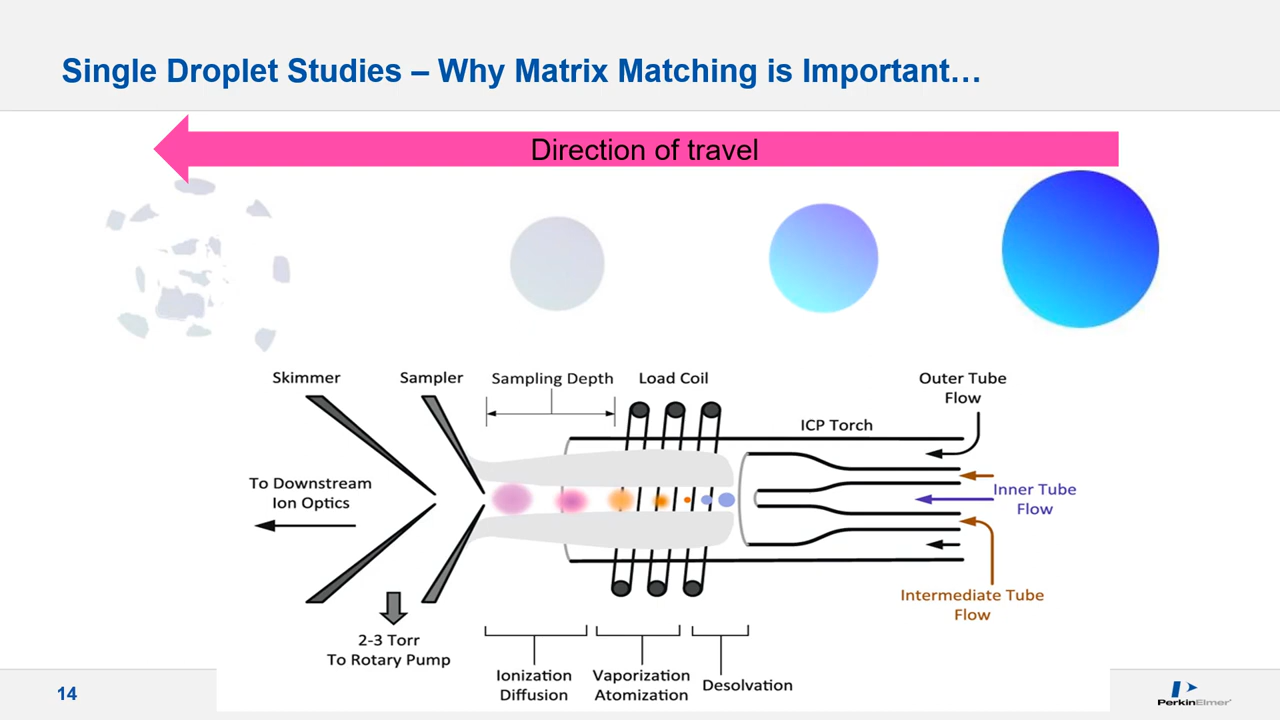 Single Droplet Studies – Why Matrix Matching is Important…
Direction of travel
Skimmer
Sampler
Sampling Depth
Load Coil
Outer Tube
Flow
ICP Torch
To Downstream
Ion Optics
Inner Tube
Flow
Intermediate Tube
Flow
2-3 Torr
To Rotary Pump
Ionization
Diffusion
Vaporization
Atomization
Desolvation
14
PerkinElmer